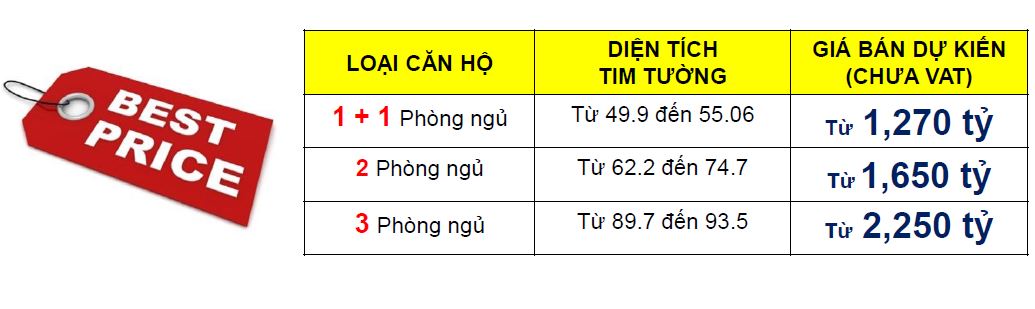 BEST
PRICE
LOẠI CĂN HỘ
DIỆN TÍCH
TIM TƯỜNG
GIÁ BÁN DỰ KIẾN
(CHƯA VAT)
1 + 1 Phòng ngủ
Từ 49.9 đến 55.06
Từ 1,270 tỷ
2 Phòng ngủ
Từ 62.2 đến 74.7
Từ 1,650 tỷ
3 Phòng ngủ
Từ 89.7 đến 93.5
Từ 2,250 tỷ